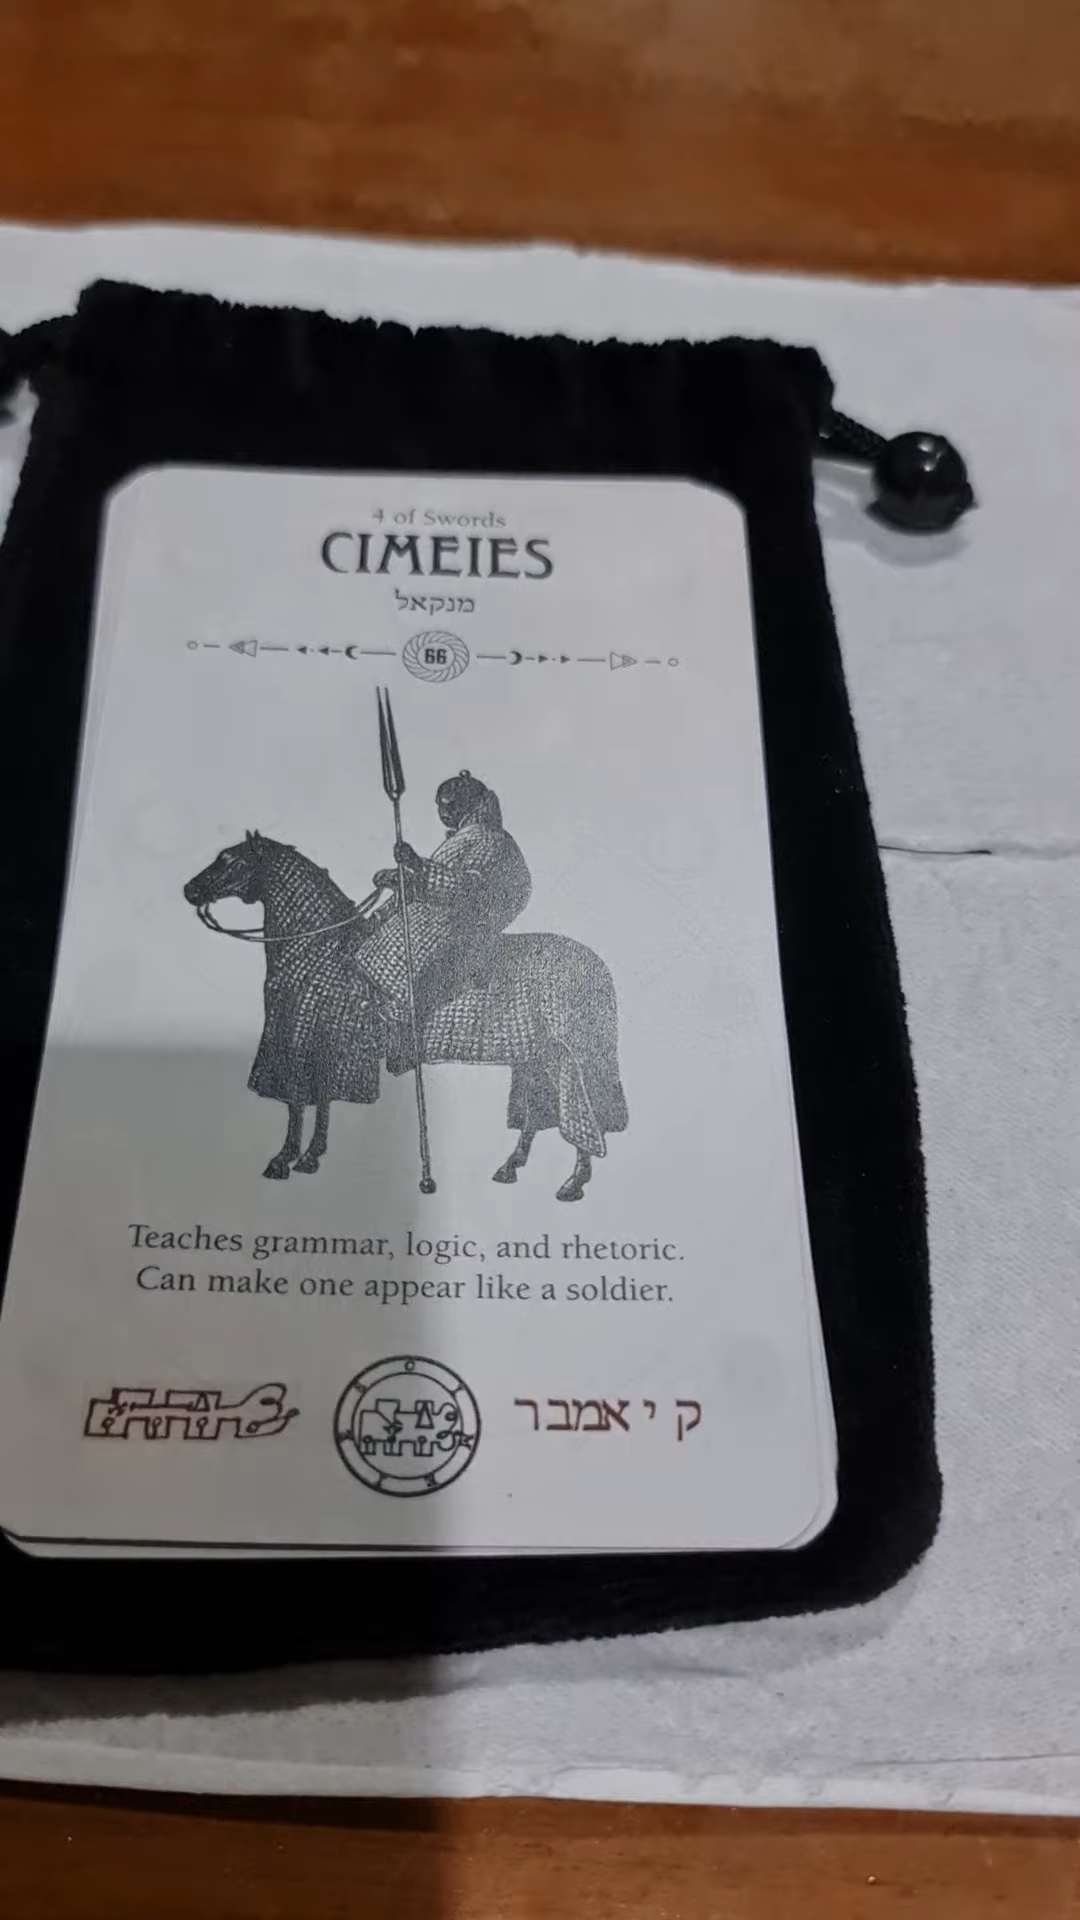 4 of Swords
CIMEIES
מנקאל
66
Teaches grammar, logic, and rhetoric.
Can make one appear like a soldier.
ק י אמבר